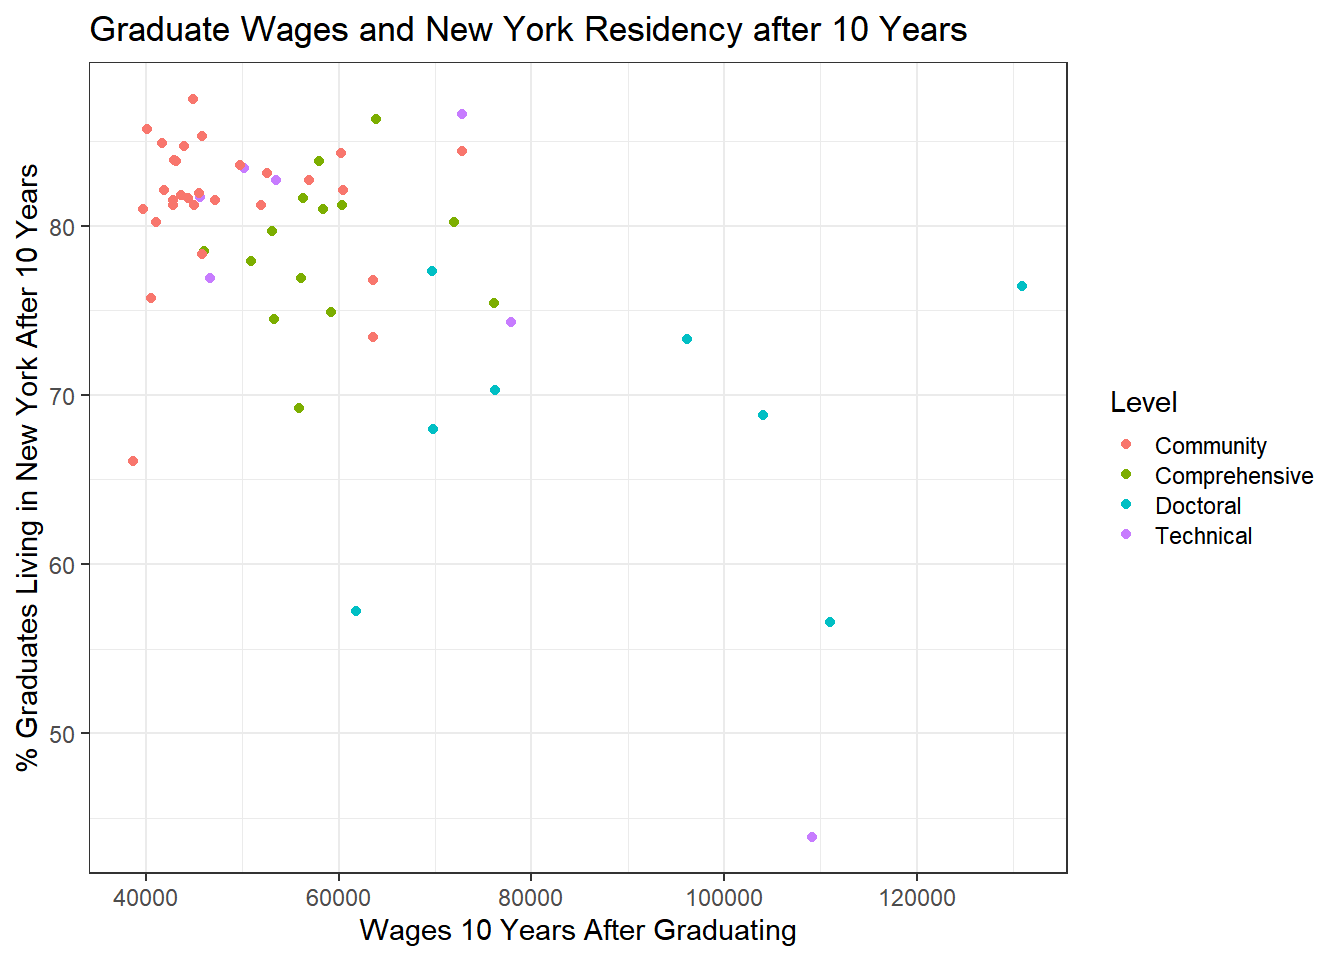 Graduate Wages and New York Residency after 10 Years
% Graduates Living in New York After 10 Years
80
70
60
50
40000 60000 80000 100000 120000
Wages 10 Years After Graduating
Level
Community
Comprehensive
Doctoral
Technical